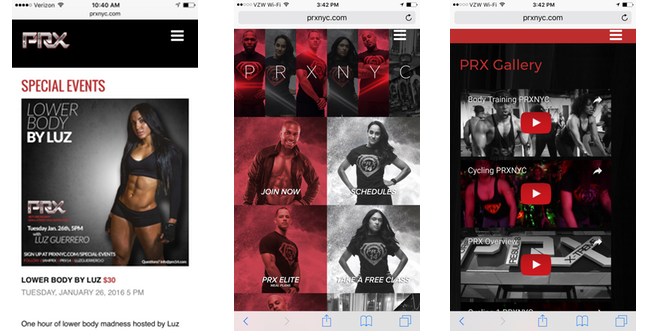 Verizon
10:40 AM
prxnyc.com
PRX
SPECIAL EVENTS
LOWER
BODY
BY LUZ
PRX
Tuesday Jan. 26th, 5PM
with LUZ GUERRERO
SIGN UP AT PRXNYC.COM/SPECIAL-EVENTS
LOWER BODY BY LUZ $30
TUESDAY, JANUARY 26, 2016 5 PM
One hour of lower body madness hosted by Luz
VZW Wi-Fi
3:42 PM
prxnyc.com
PRXNYC
JOIN NOW
SCHEDULES
PRX ELITE
MEAL PLANS
TAKE A FREE CLASS
VZW Wi-Fi
3:42 PM
prxnyc.com
PRX Gallery
Body Training PRXNYC
Cycling PRXNYC
PRX Overview
PRX